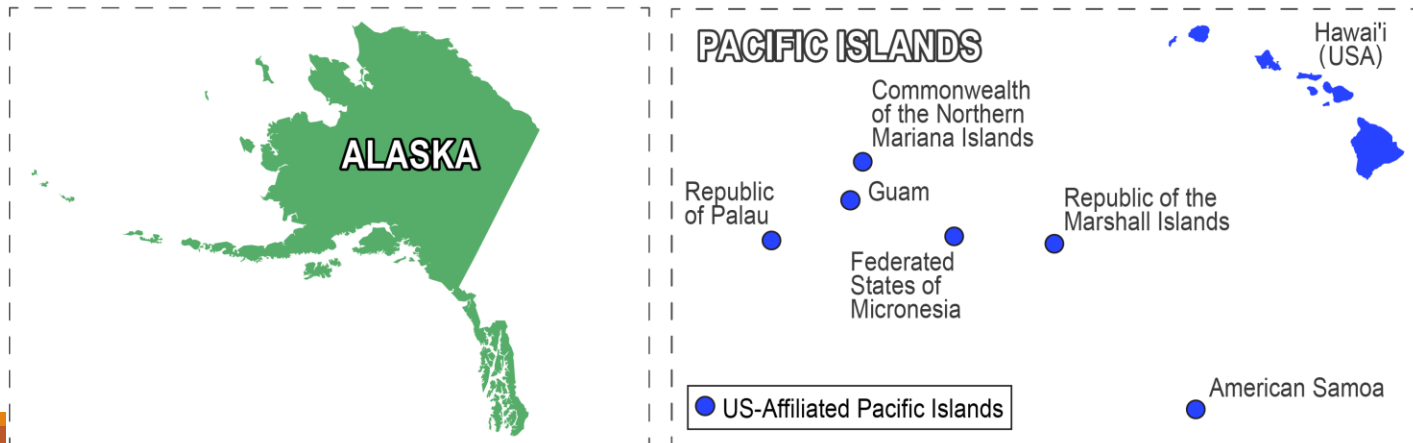 ALASKA
PACIFIC ISLANDS
Hawai'i
(USA)
Commonwealth
of the Northern
Mariana Islands
Guam
Republic
of Palau
Republic of the
Marshall Islands
Federated
States of
Micronesia
American Samoa
US-Affiliated Pacific Islands